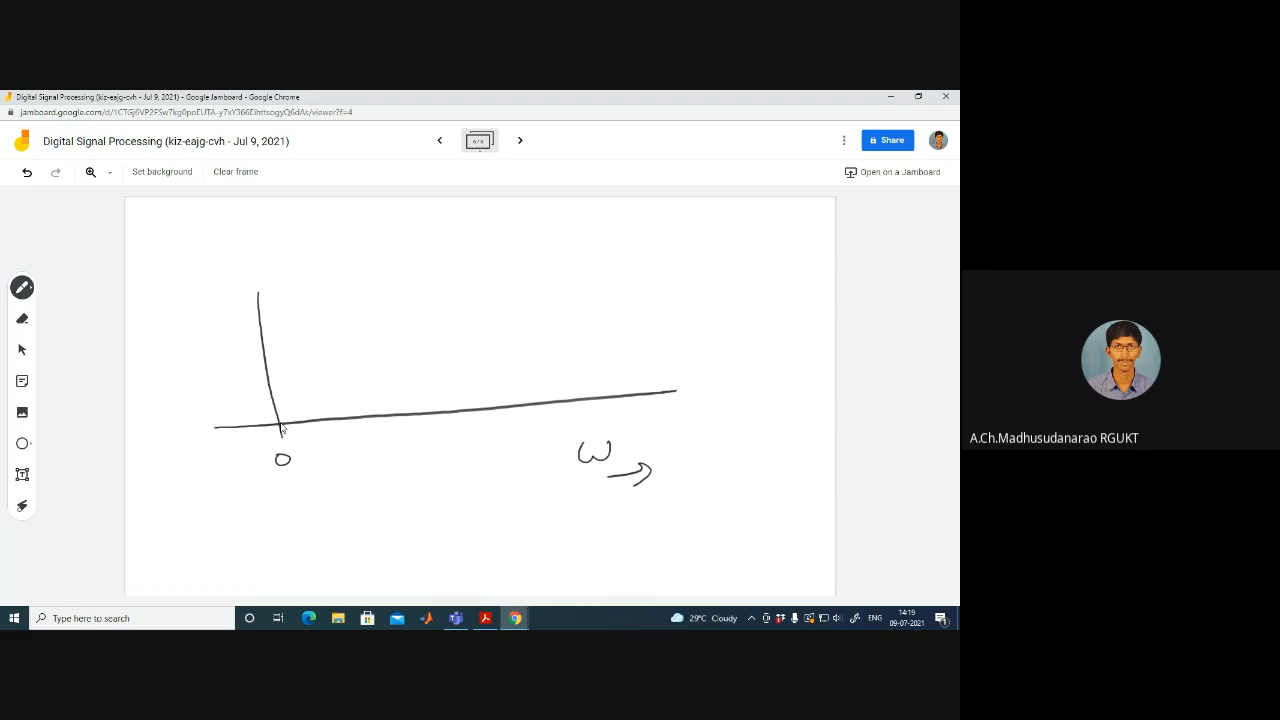 Digital Signal Processing (kiz-eajg-cvh - Jul 9, 2021) - Google Jamboard - Google Chrome
Digital Signal Processing (kiz-eajg-cvh - Jul 9, 2021)
Share
Set background
Clear frame
Open on a Jamboard
0
ω
A.Ch.Madhusudanarao RGUKT
Type here to search
29°C Cloudy
ENG
14:19
09-07-2021